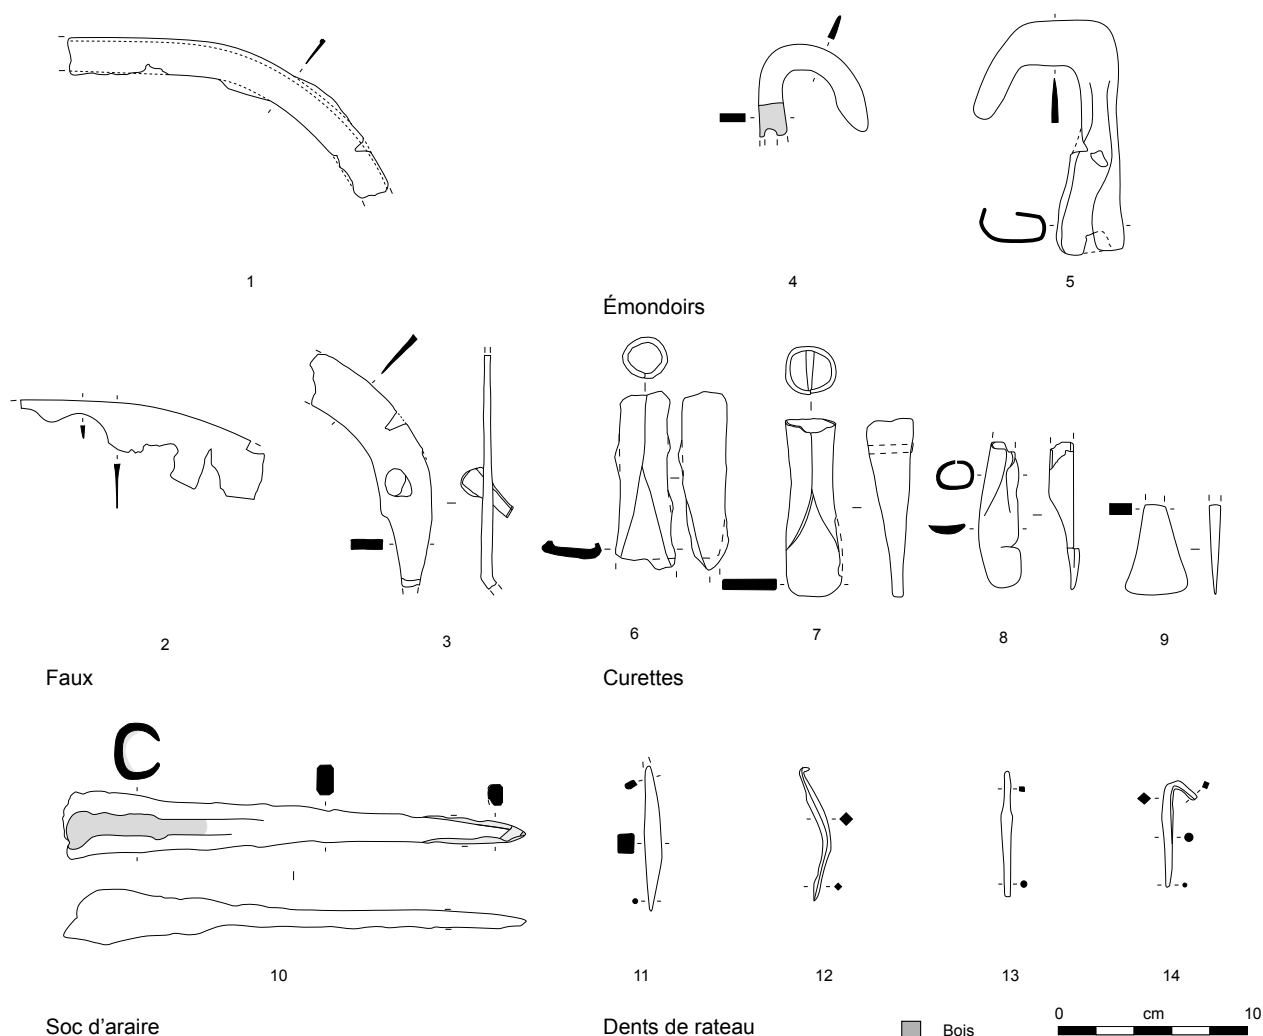 1
4
5
Émondoirs
2
3
6
7
8
9
Faux
Curettes
10
11
12
13
14
Soc d'araire
Dents de rateau
Bois
0 cm 10